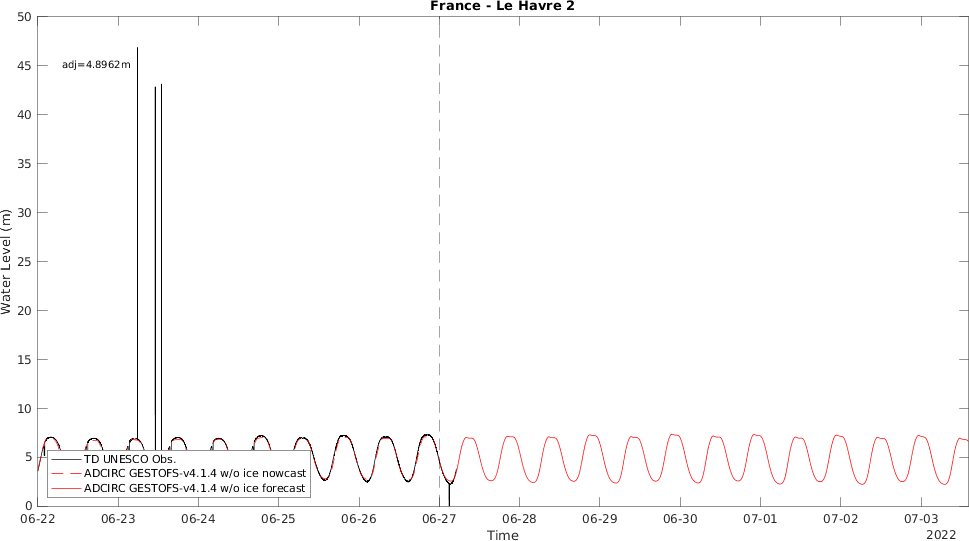 France - Le Havre 2
50
45
40
35
30
25
20
15
10
5
0
Water Level (m)
adj=4.8962m
TD UNESCO Obs.
ADCIRC GESTOFS-v4.1.4 w/o ice nowcast
ADCIRC GESTOFS-v4.1.4 w/o ice forecast
06-22 06-23 06-24 06-25 06-26 06-27 06-28 06-29 06-30 07-01 07-02 07-03
Time
2022